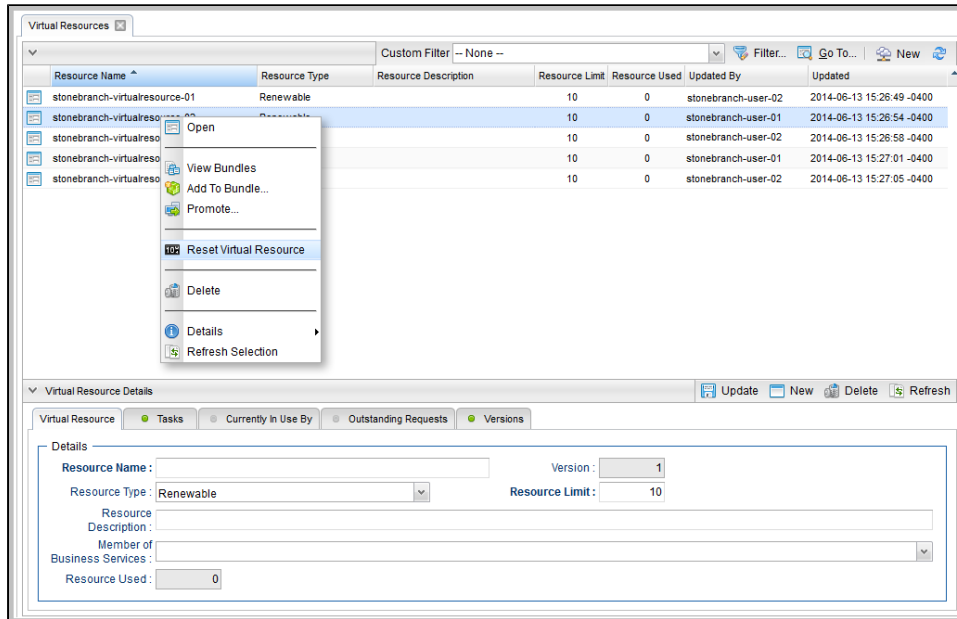 Virtual Resources
Custom Filter -- None -- Filter... Go To... New
Resource Name Resource Type Resource Description Resource Limit Resource Used Updated By Updated
stonebranch-virtualresource-01 Renewable 10 0 stonebranch-user-02 2014-06-13 15:26:49 -0400
10 0 stonebranch-user-01 2014-06-13 15:26:54 -0400
stonebranch-virtualreso 10 0 stonebranch-user-02 2014-06-13 15:26:58 -0400
stonebranch-virtualreso 10 0 stonebranch-user-01 2014-06-13 15:27:01 -0400
stonebranch-virtualreso 10 0 stonebranch-user-02 2014-06-13 15:27:05 -0400
Open
View Bundles
Add To Bundle...
Promote...
Reset Virtual Resource
Delete
Details
Refresh Selection
Virtual Resource Details Update New Delete Refresh
Virtual Resource Tasks Currently In Use By Outstanding Requests Versions
Details
Resource Name : Version : 1
Resource Type : Renewable Resource Limit : 10
Resource
Description :
Member of
Business Services :
Resource Used : 0